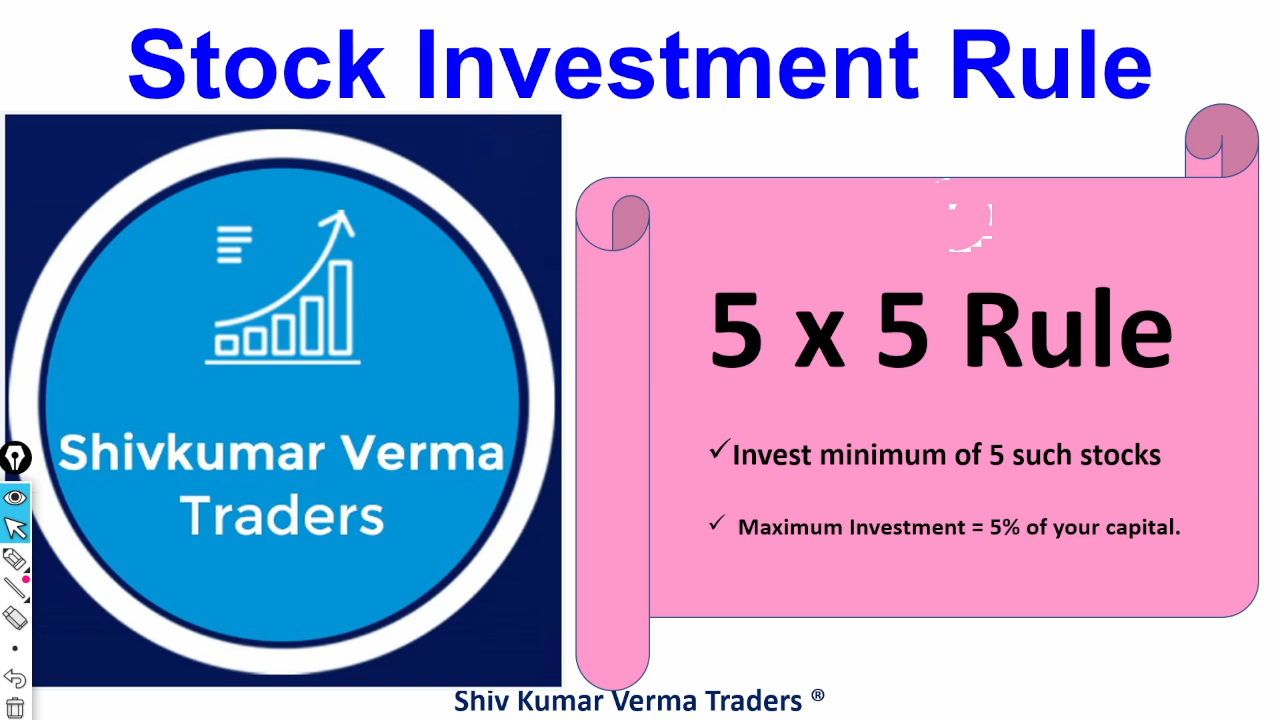 Stock Investment Rule
Shivkumar Verma
Traders
5 x 5 Rule
✓Invest minimum of 5 such stocks
✓ Maximum Investment = 5% of your capital.
Shiv Kumar Verma Traders ®